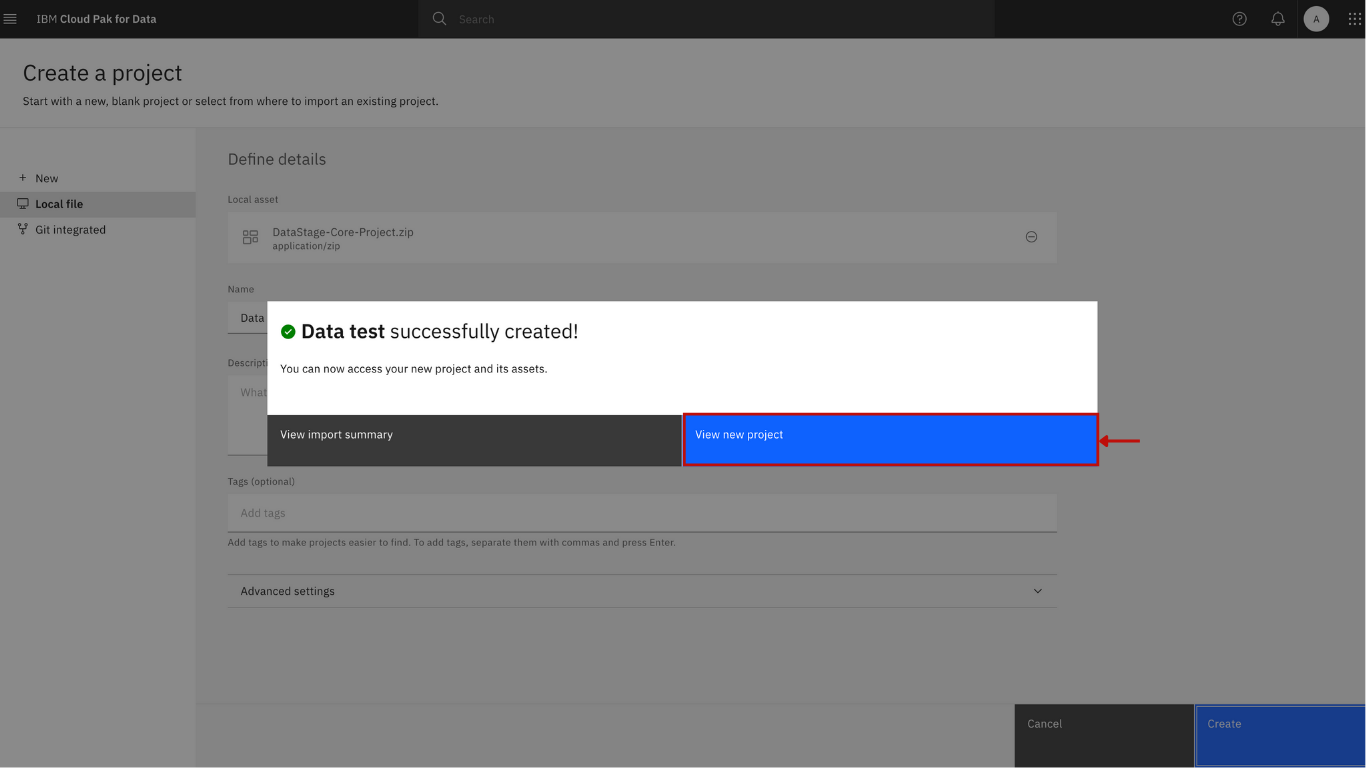 IBM Cloud Pak for Data
Search
A
Create a project
Start with a new, blank project or select from where to import an existing project.
+ New
Local file
Git integrated
Define details
Local asset
DataStage-Core-Project.zip
application/zip
Name
Data
Data test successfully created!
You can now access your new project and its assets.
View import summary
View new project
What
Tags (optional)
Add tags
Add tags to make projects easier to find. To add tags, separate them with commas and press Enter.
Advanced settings
Cancel
Create